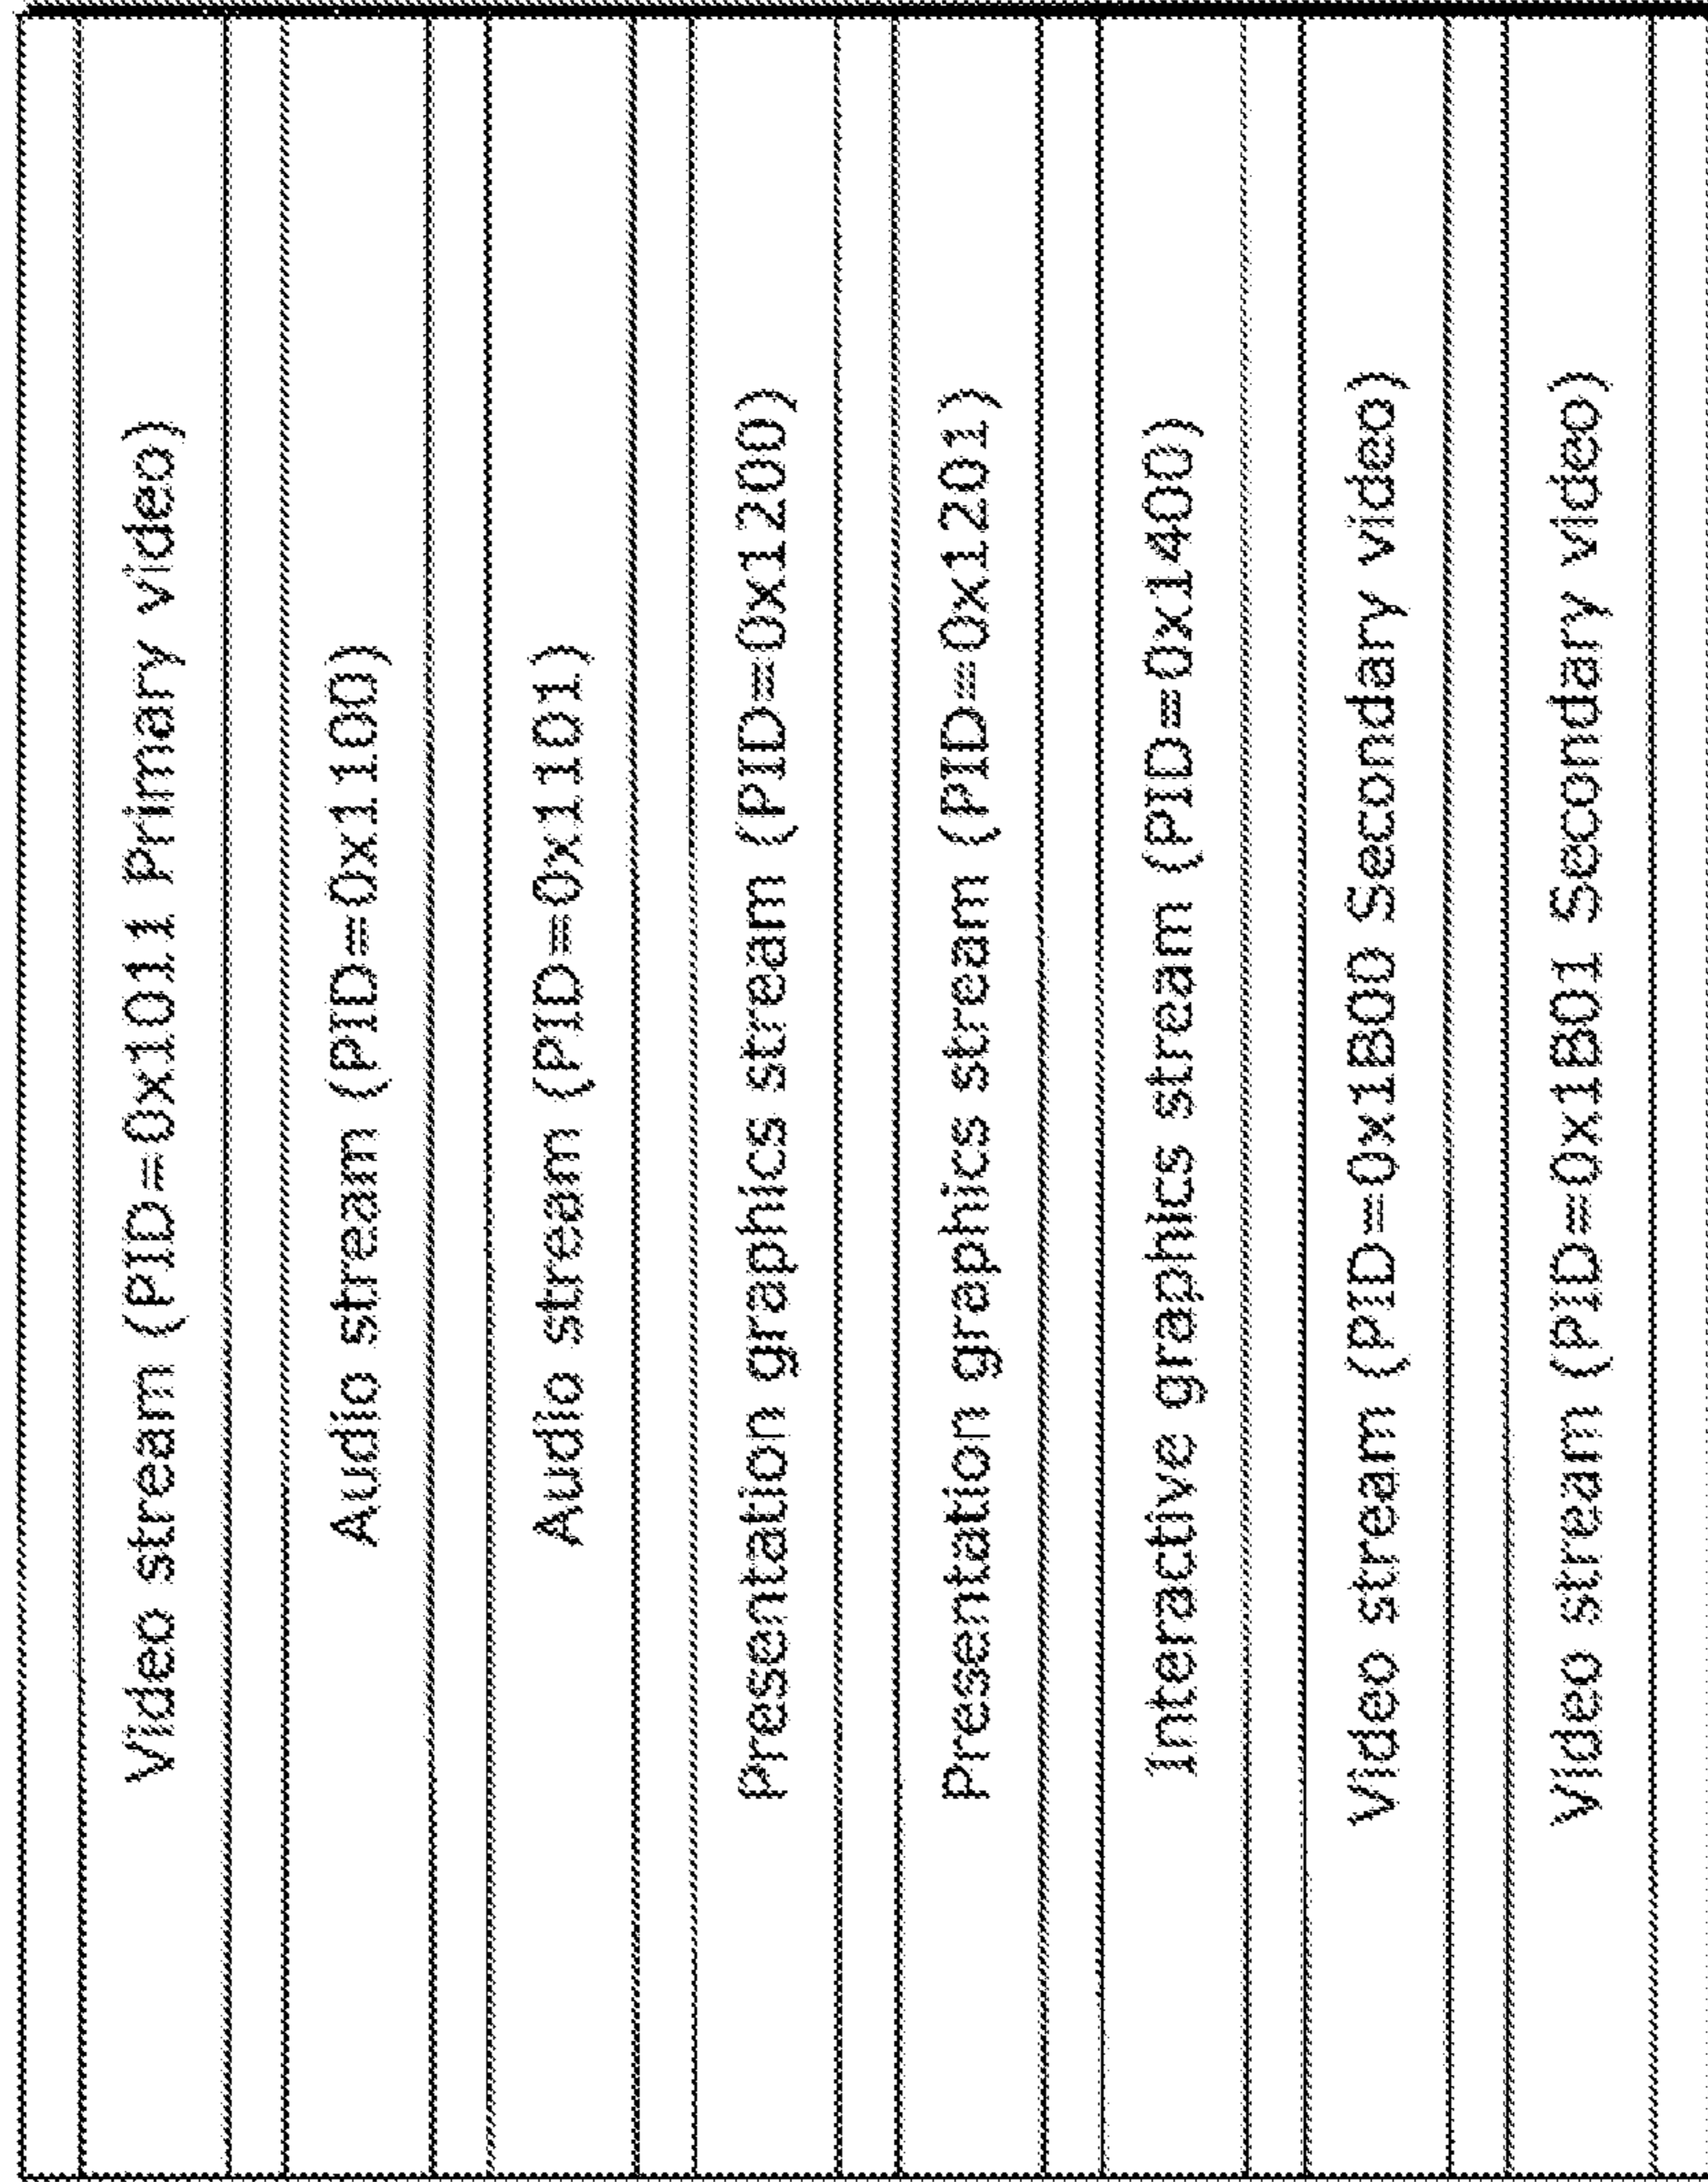 Video stream (PID=0x1011 Primary video)
Audio stream (PID=0x1100)
Audio stream (PID=0x1101)
Presentation graphics stream (PID=0x1200)
Presentation graphics stream (PID=0x1201)
Interactive graphics stream (PID=0x1400)
Video stream (PID=0x1B00 Secondary video)
Video stream (PID=0x1B01 Secondary video)